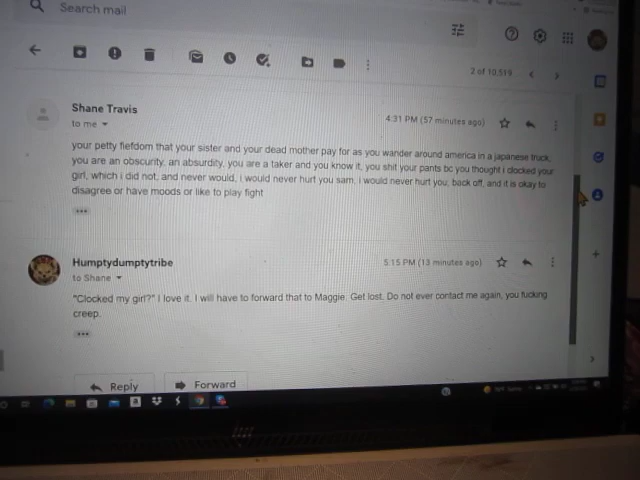 Search mail
2 of 10,519
Shane Travis
4:31 PM (57 minutes ago)
to me
your petty fiefdom that your sister and your dead mother pay for as you wander around america in a japanese truck,
you are an obscurity, an absurdity, you are a taker and you know it, you shit your pants bc you thought i clocked your
girl, which i did not, and never would, i would never hurt you sam, i would never hurt you, back off, and it is okay to
disagree or have moods or like to play fight
Humptydumptytribe
5:15 PM (13 minutes ago)
to Shane
"Clocked my girl?" I love it. I will have to forward that to Maggie. Get lost. Do not ever contact me again, you fucking
creep.
Reply
Forward
hp